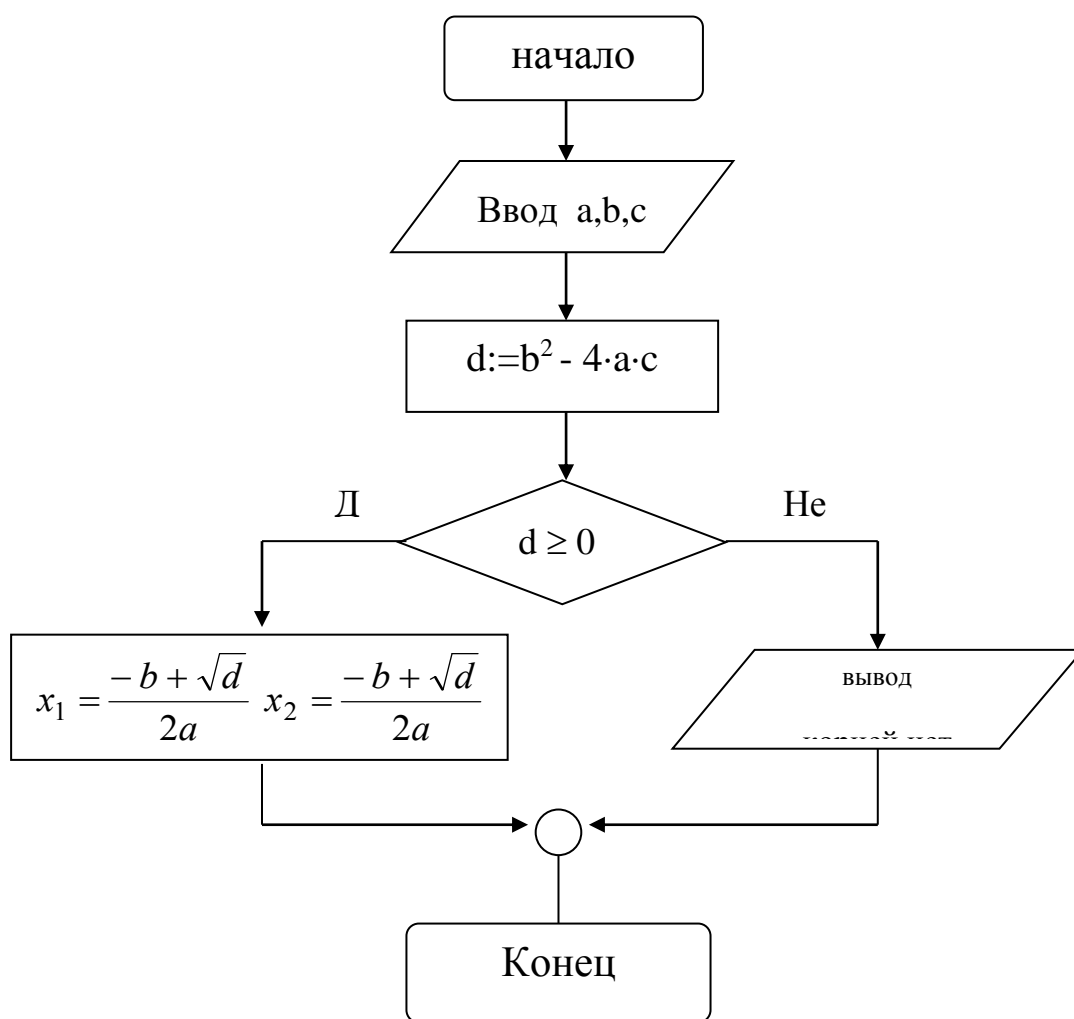 начало
Ввод a,b,c
d:=b² - 4·a·c
Д
Не
d ≥ 0
x₁ = (-b + √d) / 2a x₂ = (-b + √d) / 2a
вывод
Конец